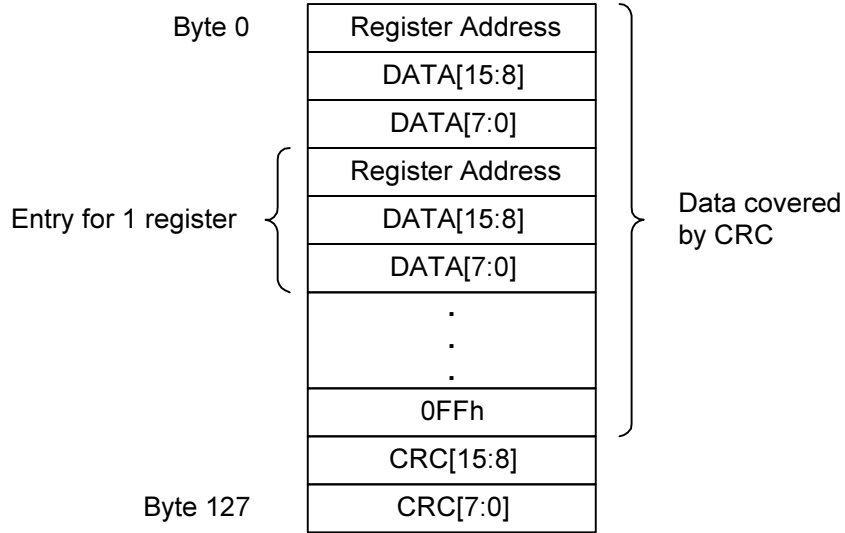 Byte 0
Register Address
DATA[15:8]
DATA[7:0]
Register Address
Entry for 1 register
DATA[15:8]
DATA[7:0]
Data covered
by CRC
.
.
.
0FFh
CRC[15:8]
Byte 127
CRC[7:0]